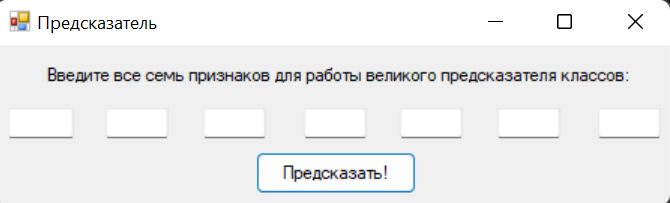 Предсказатель
Введите все семь признаков для работы великого предсказателя классов:
Предсказать!